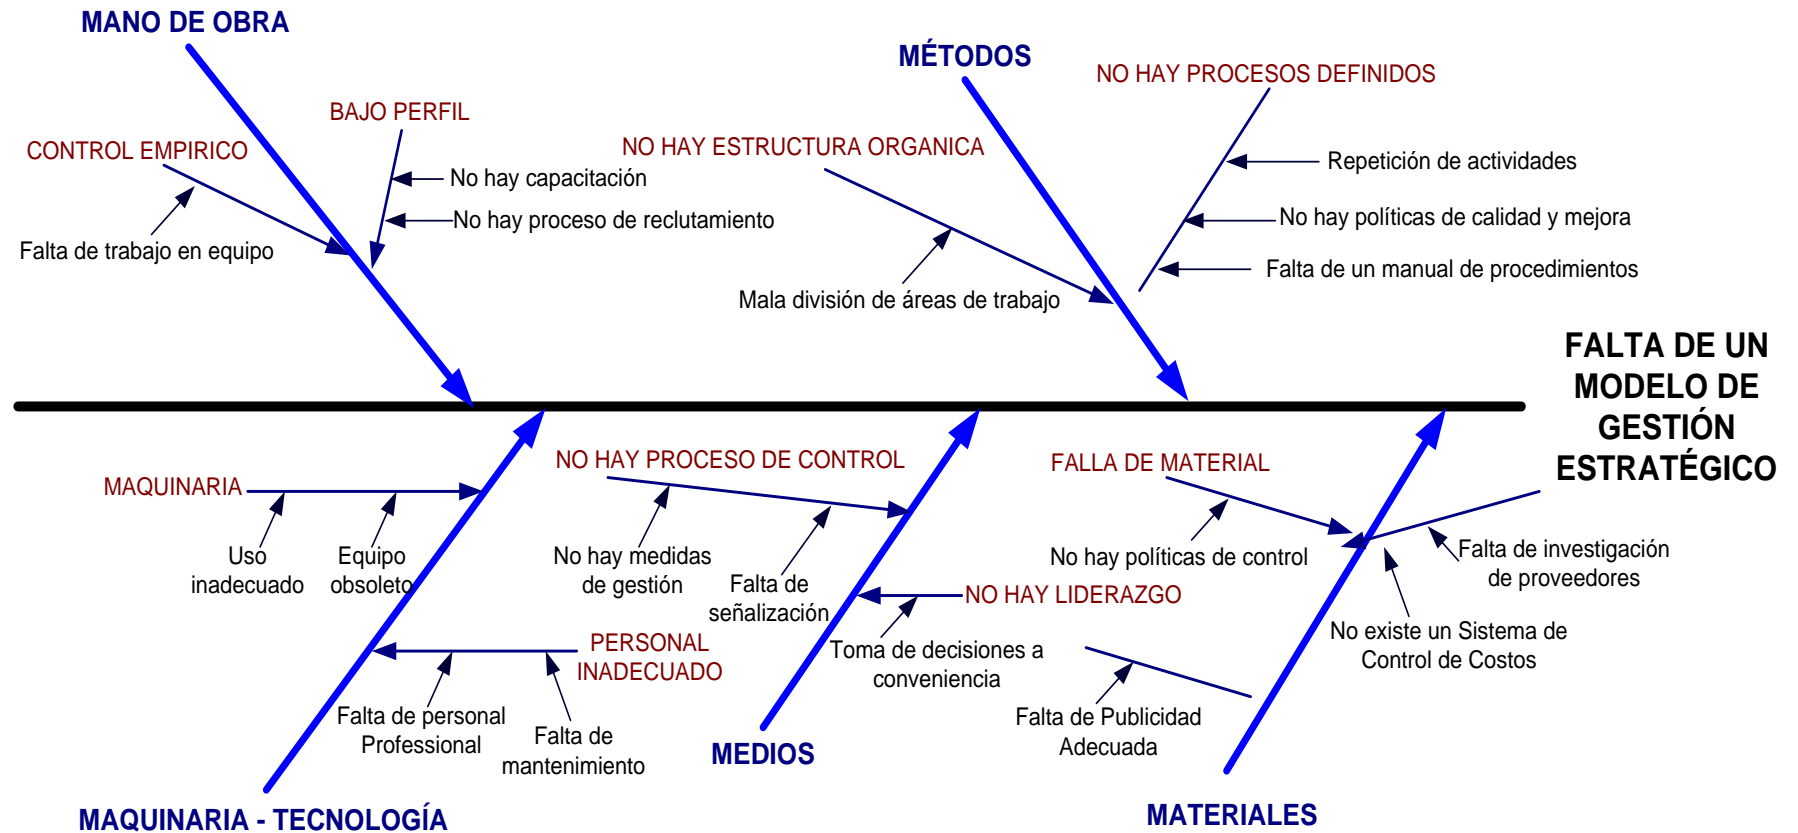 MANO DE OBRA
MÉTODOS
NO HAY PROCESOS DEFINIDOS
BAJO PERFIL
CONTROL EMPIRICO
NO HAY ESTRUCTURA ORGANICA
No hay capacitación
Repetición de actividades
No hay proceso de reclutamiento
No hay políticas de calidad y mejora
Falta de trabajo en equipo
Falta de un manual de procedimientos
Mala división de áreas de trabajo
FALTA DE UN
MODELO DE
GESTIÓN
ESTRATÉGICO
NO HAY PROCESO DE CONTROL
FALLA DE MATERIAL
MAQUINARIA
Uso
inadecuado
Equipo
obsoleto
No hay medidas
de gestión
Falta de
señalización
No hay políticas de control
Falta de investigación
de proveedores
NO HAY LIDERAZGO
No existe un Sistema de
Control de Costos
PERSONAL
INADECUADO
Toma de decisiones a
conveniencia
Falta de personal
Professional
Falta de
mantenimiento
Falta de Publicidad
Adecuada
MEDIOS
MATERIALES
MAQUINARIA - TECNOLOGÍA